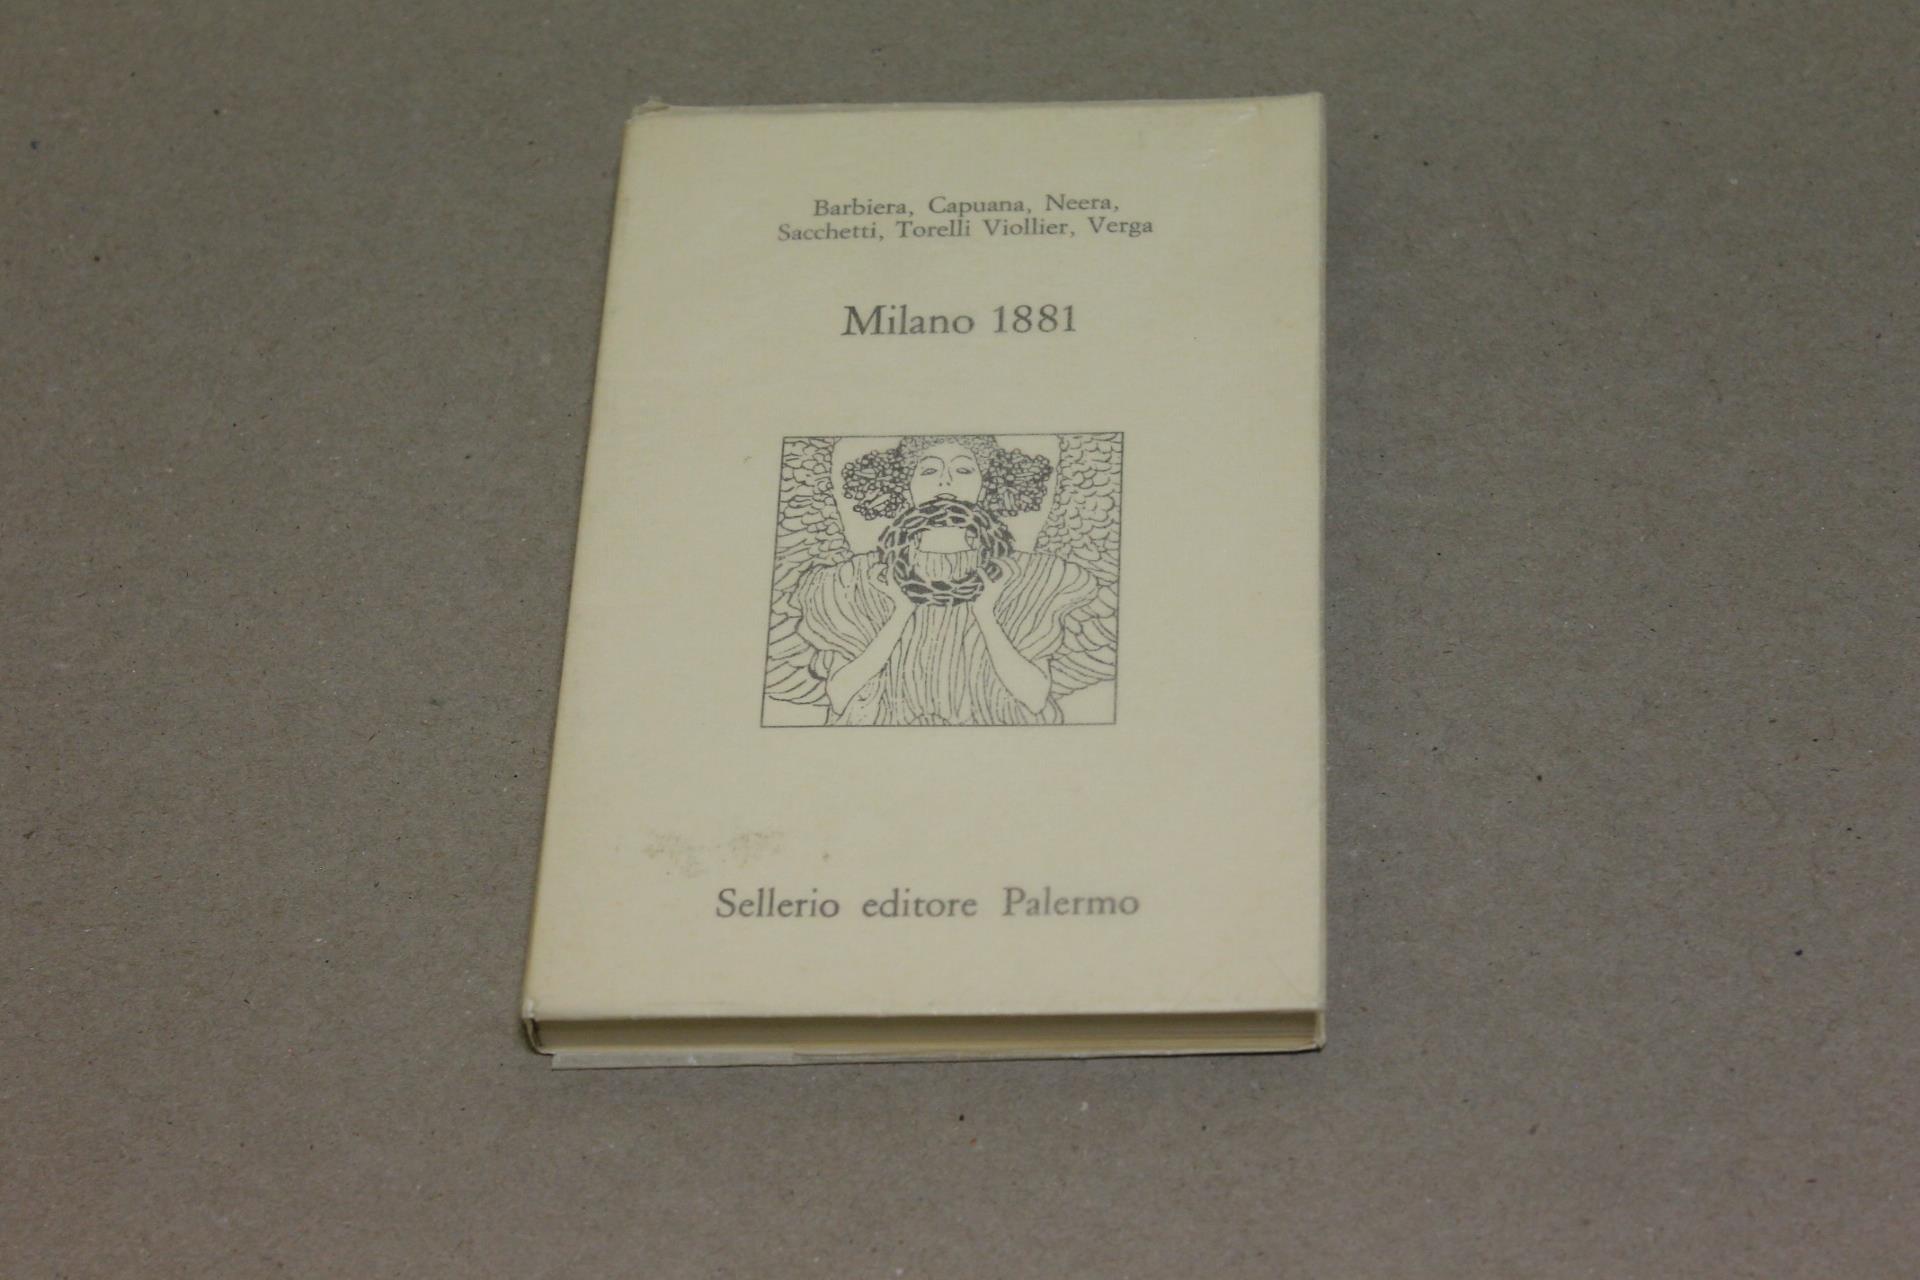 Barbiera, Capuana, Neera,
Sacchetti, Torelli Viollier, Verga
Milano 1881
Sellerio editore Palermo